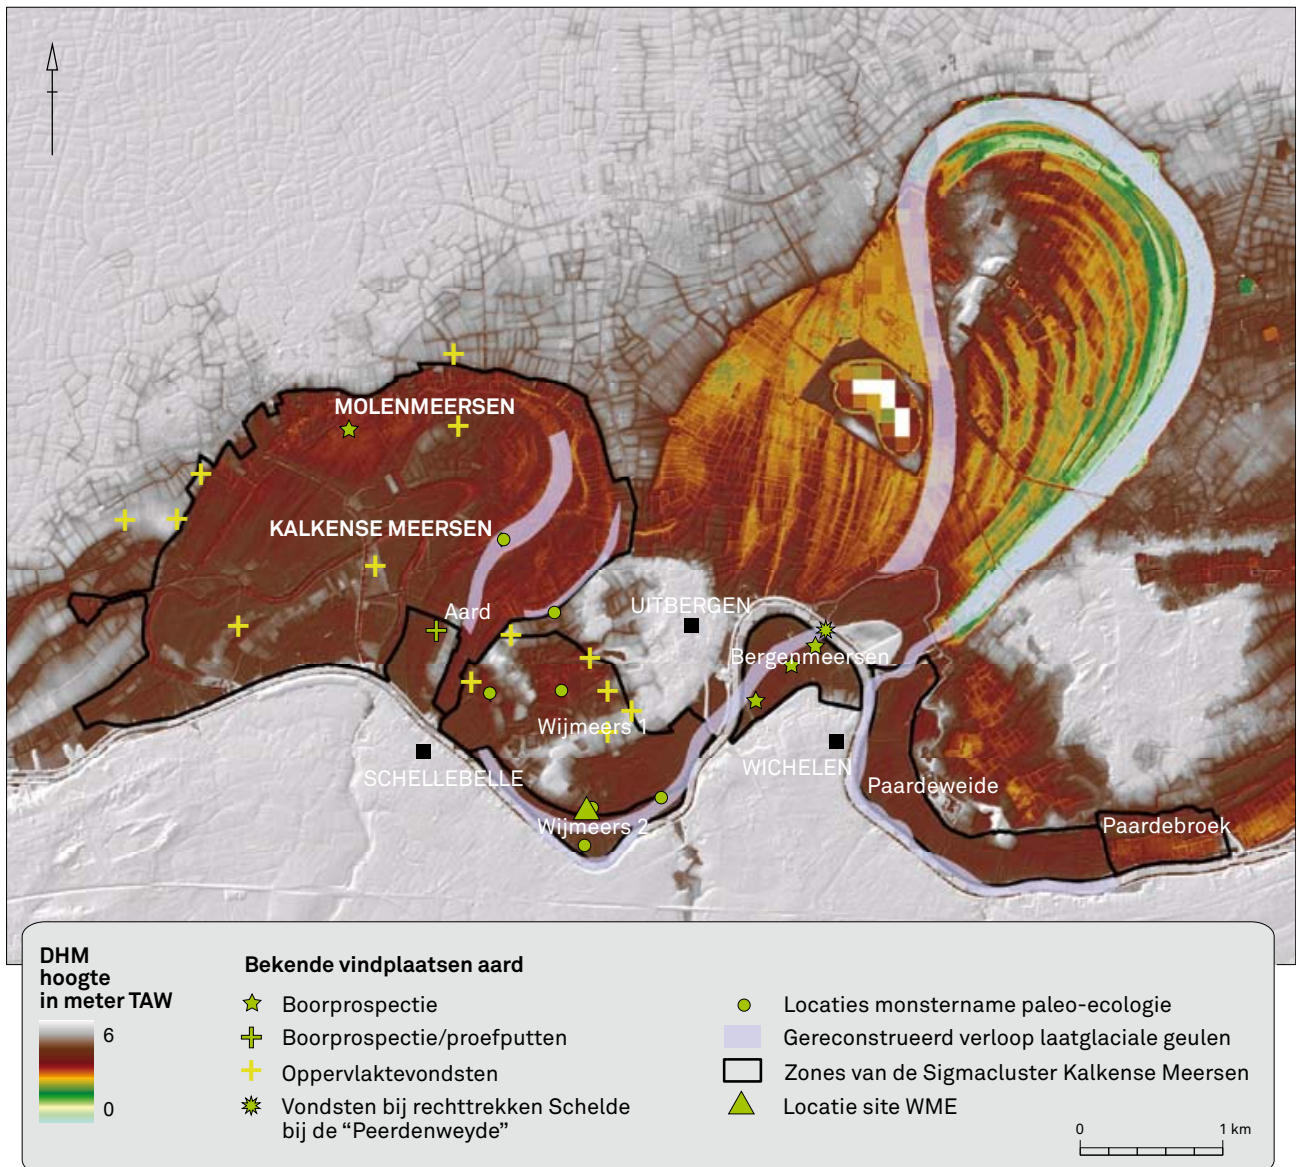 MOLENMEERSEN
KALKENSE MEERSEN
Aard
UITBERGEN
Bergenmeersen
Wijmeers 1
SCHELLEBELLE
WICHELEN
Paardeweide
Wijmeers 2
Paardebroek
DHM
hoogte
in meter TAW
6
0
Bekende vindplaatsen aard
Boorprospectie
Boorprospectie/proefputten
Oppervlaktevondsten
Vondsten bij rechttrekken Schelde
bij de “Peerdenweyde”
Locaties monstername paleo-ecologie
Gereconstrueerd verloop laatglaciale geulen
Zones van de Sigmacluster Kalkense Meersen
Locatie site WME
0 1 km